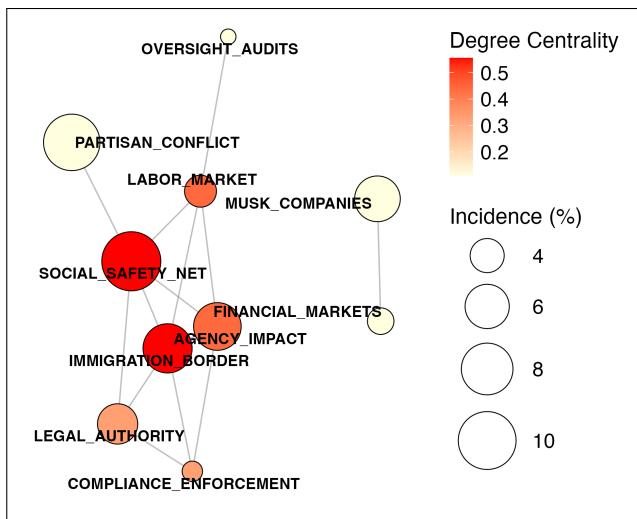 OVERSIGHT_AUDITS
PARTISAN_CONFLICT
LABOR_MARKET
MUSK_COMPANIES
SOCIAL_SAFETY_NET
FINANCIAL_MARKETS
AGENCY_IMPACT
IMMIGRATION_BORDER
LEGAL_AUTHORITY
COMPLIANCE_ENFORCEMENT
Degree Centrality
0.5
0.4
0.3
0.2
Incidence (%)
4
6
8
10